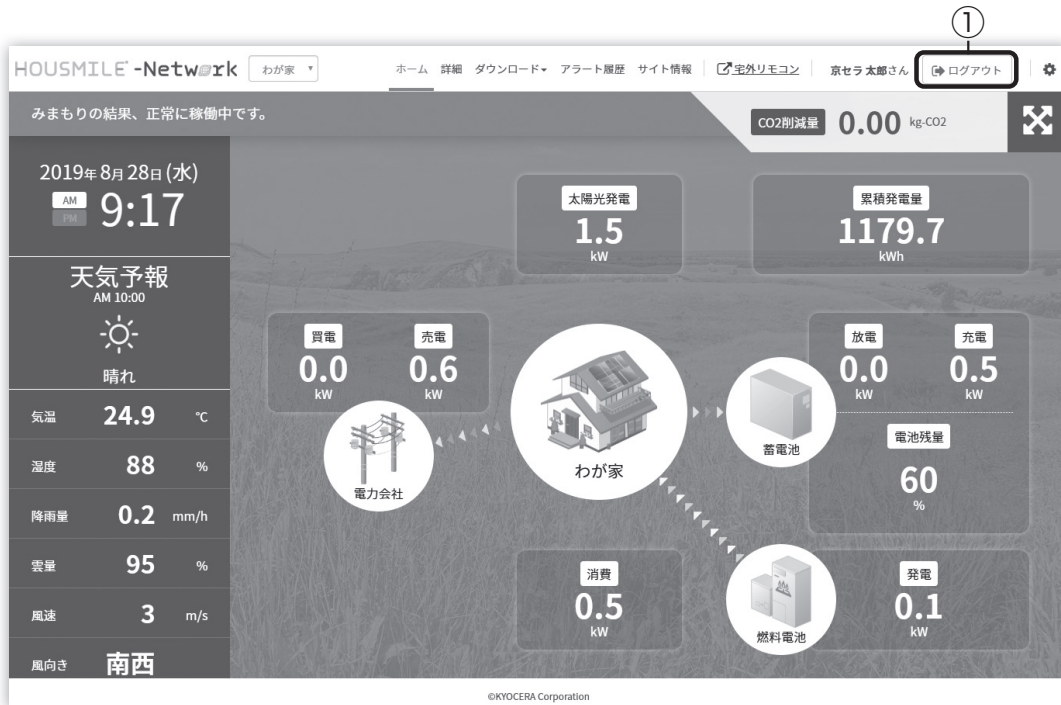 ①
HOUSMILE-Network わが家 ▼ ホーム 詳細 ダウンロード▾ アラート履歴 サイト情報 宅外リモコン 京セラ 太郎さん ログアウト
みまもりの結果、正常に稼働中です。 CO2削減量 0.00 kg-CO2
2019年 8月 28日 (水)
AM
PM
9:17
天気予報
AM 10:00
晴れ
気温 24.9 ℃
湿度 88 %
降雨量 0.2 mm/h
雲量 95 %
風速 3 m/s
風向き 南西
太陽光発電
1.5
kW
累積発電量
1179.7
kWh
買電 売電
0.0 0.6
kW kW
電力会社
わが家
放電 充電
0.0 0.5
kW kW
蓄電池
電池残量
60
%
消費
0.5
kW
燃料電池
発電
0.1
kW
©KYOCERA Corporation